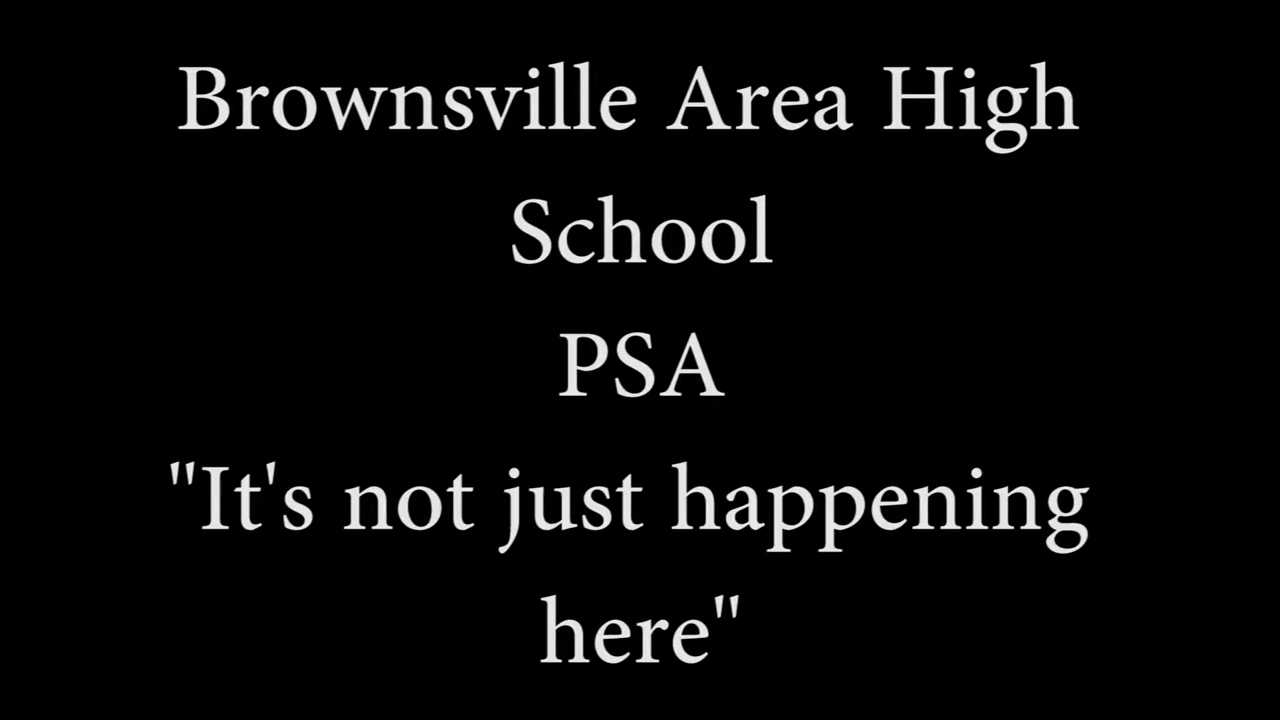 Brownsville Area High
School
PSA
"It's not just happening
here"